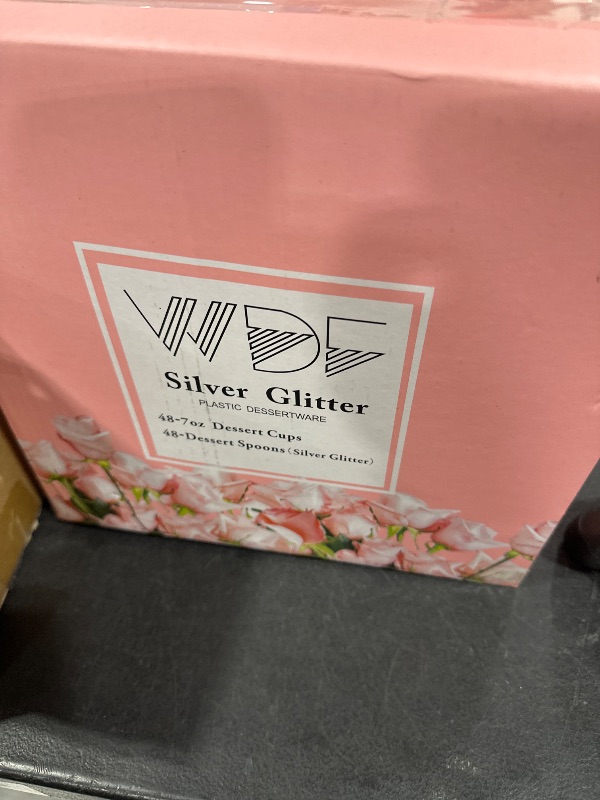 WDF
Silver Glitter
PLASTIC DESSERTWARE
48-7oz Dessert Cups
48-Dessert Spoons (Silver Glitter)